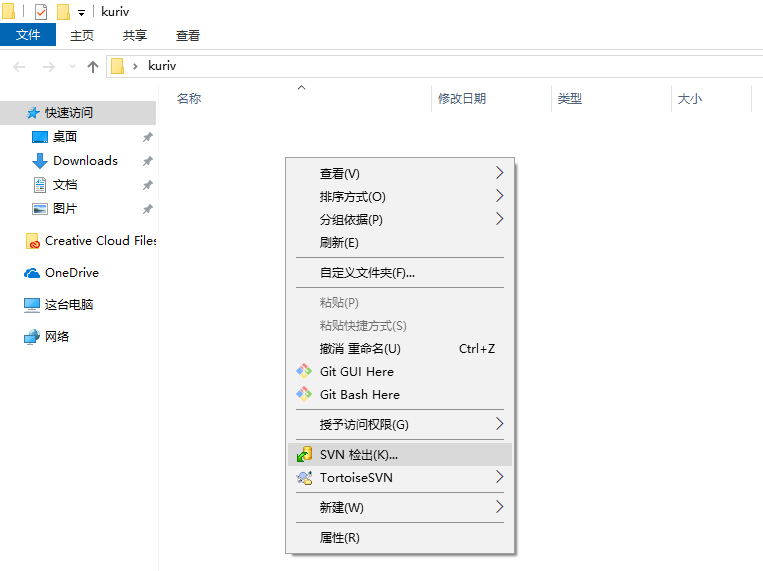 kuriv
文件 主页 共享 查看
kuriv
名称 修改日期 类型 大小
快速访问
桌面
Downloads
文档
图片
Creative Cloud Files
OneDrive
这台电脑
网络
查看(V)
排序方式(O)
分组依据(P)
刷新(E)
自定义文件夹(F)...
粘贴(P)
粘贴快捷方式(S)
撤消 重命名(U) Ctrl+Z
Git GUI Here
Git Bash Here
授予访问权限(G)
SVN 检出(K)...
TortoiseSVN
新建(W)
属性(R)